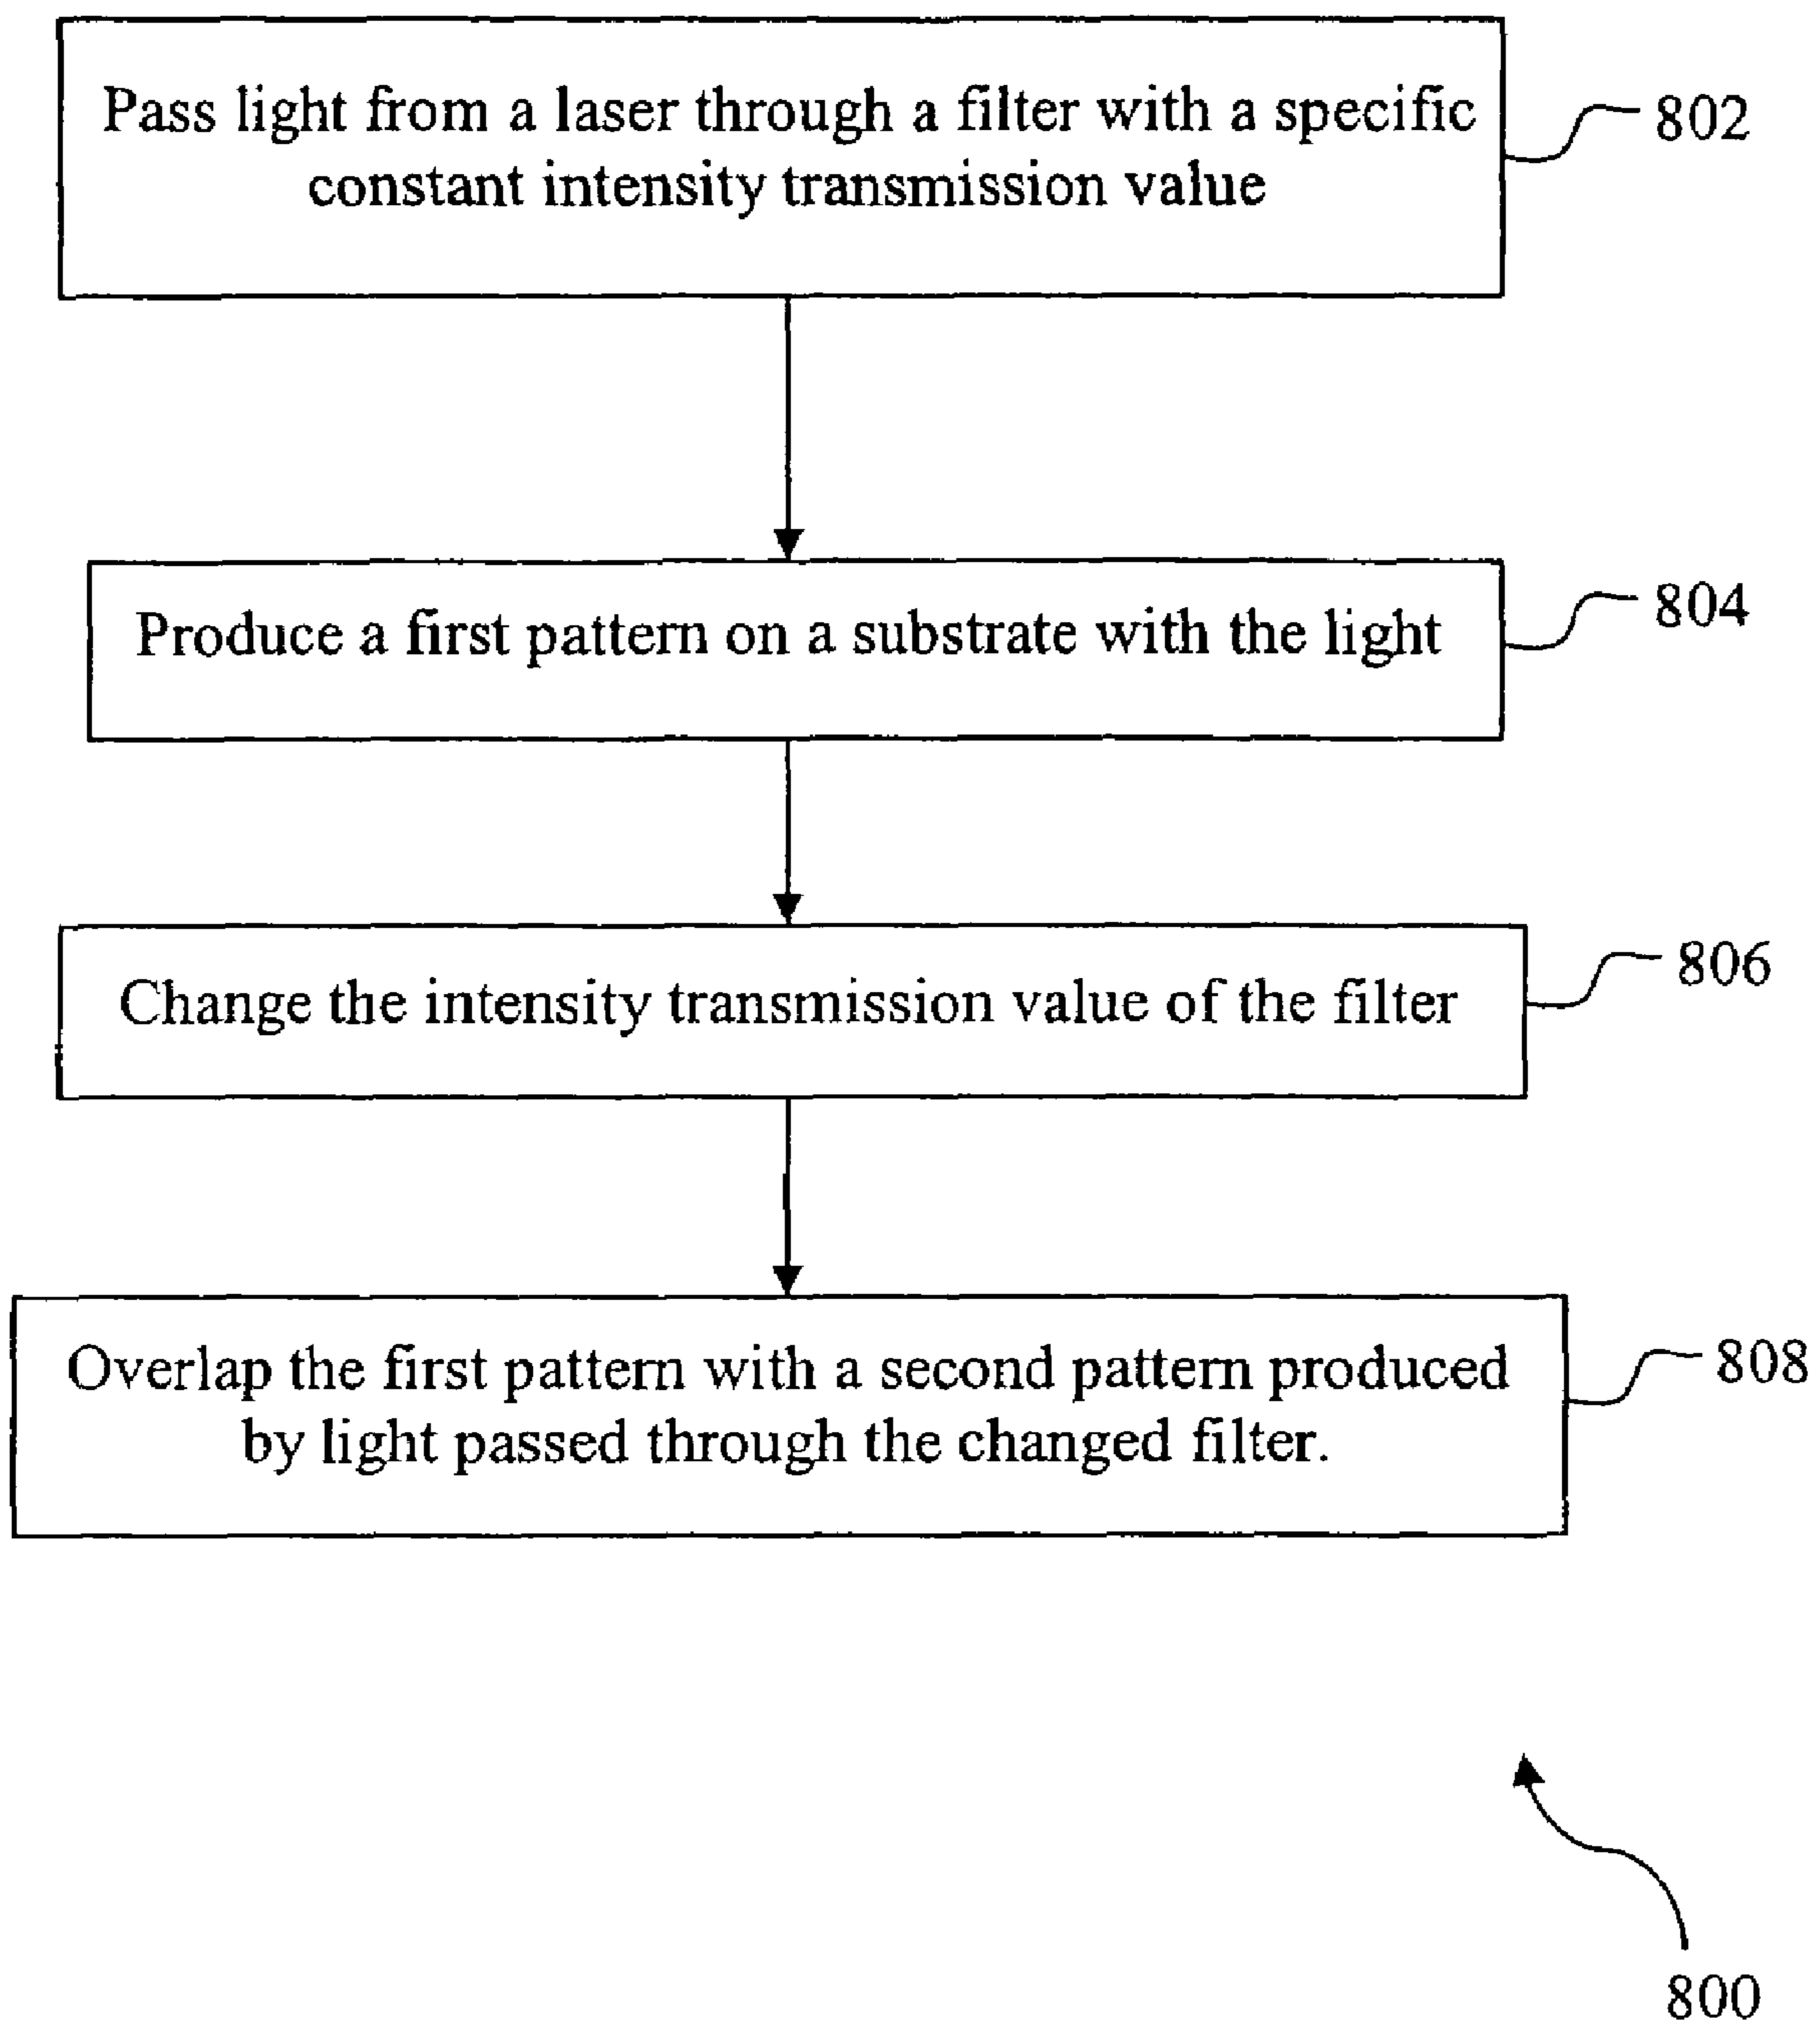 Pass light from a laser through a filter with a specific
constant intensity transmission value
802
Produce a first pattern on a substrate with the light
804
Change the intensity transmission value of the filter
806
Overlap the first pattern with a second pattern produced
by light passed through the changed filter.
808
800